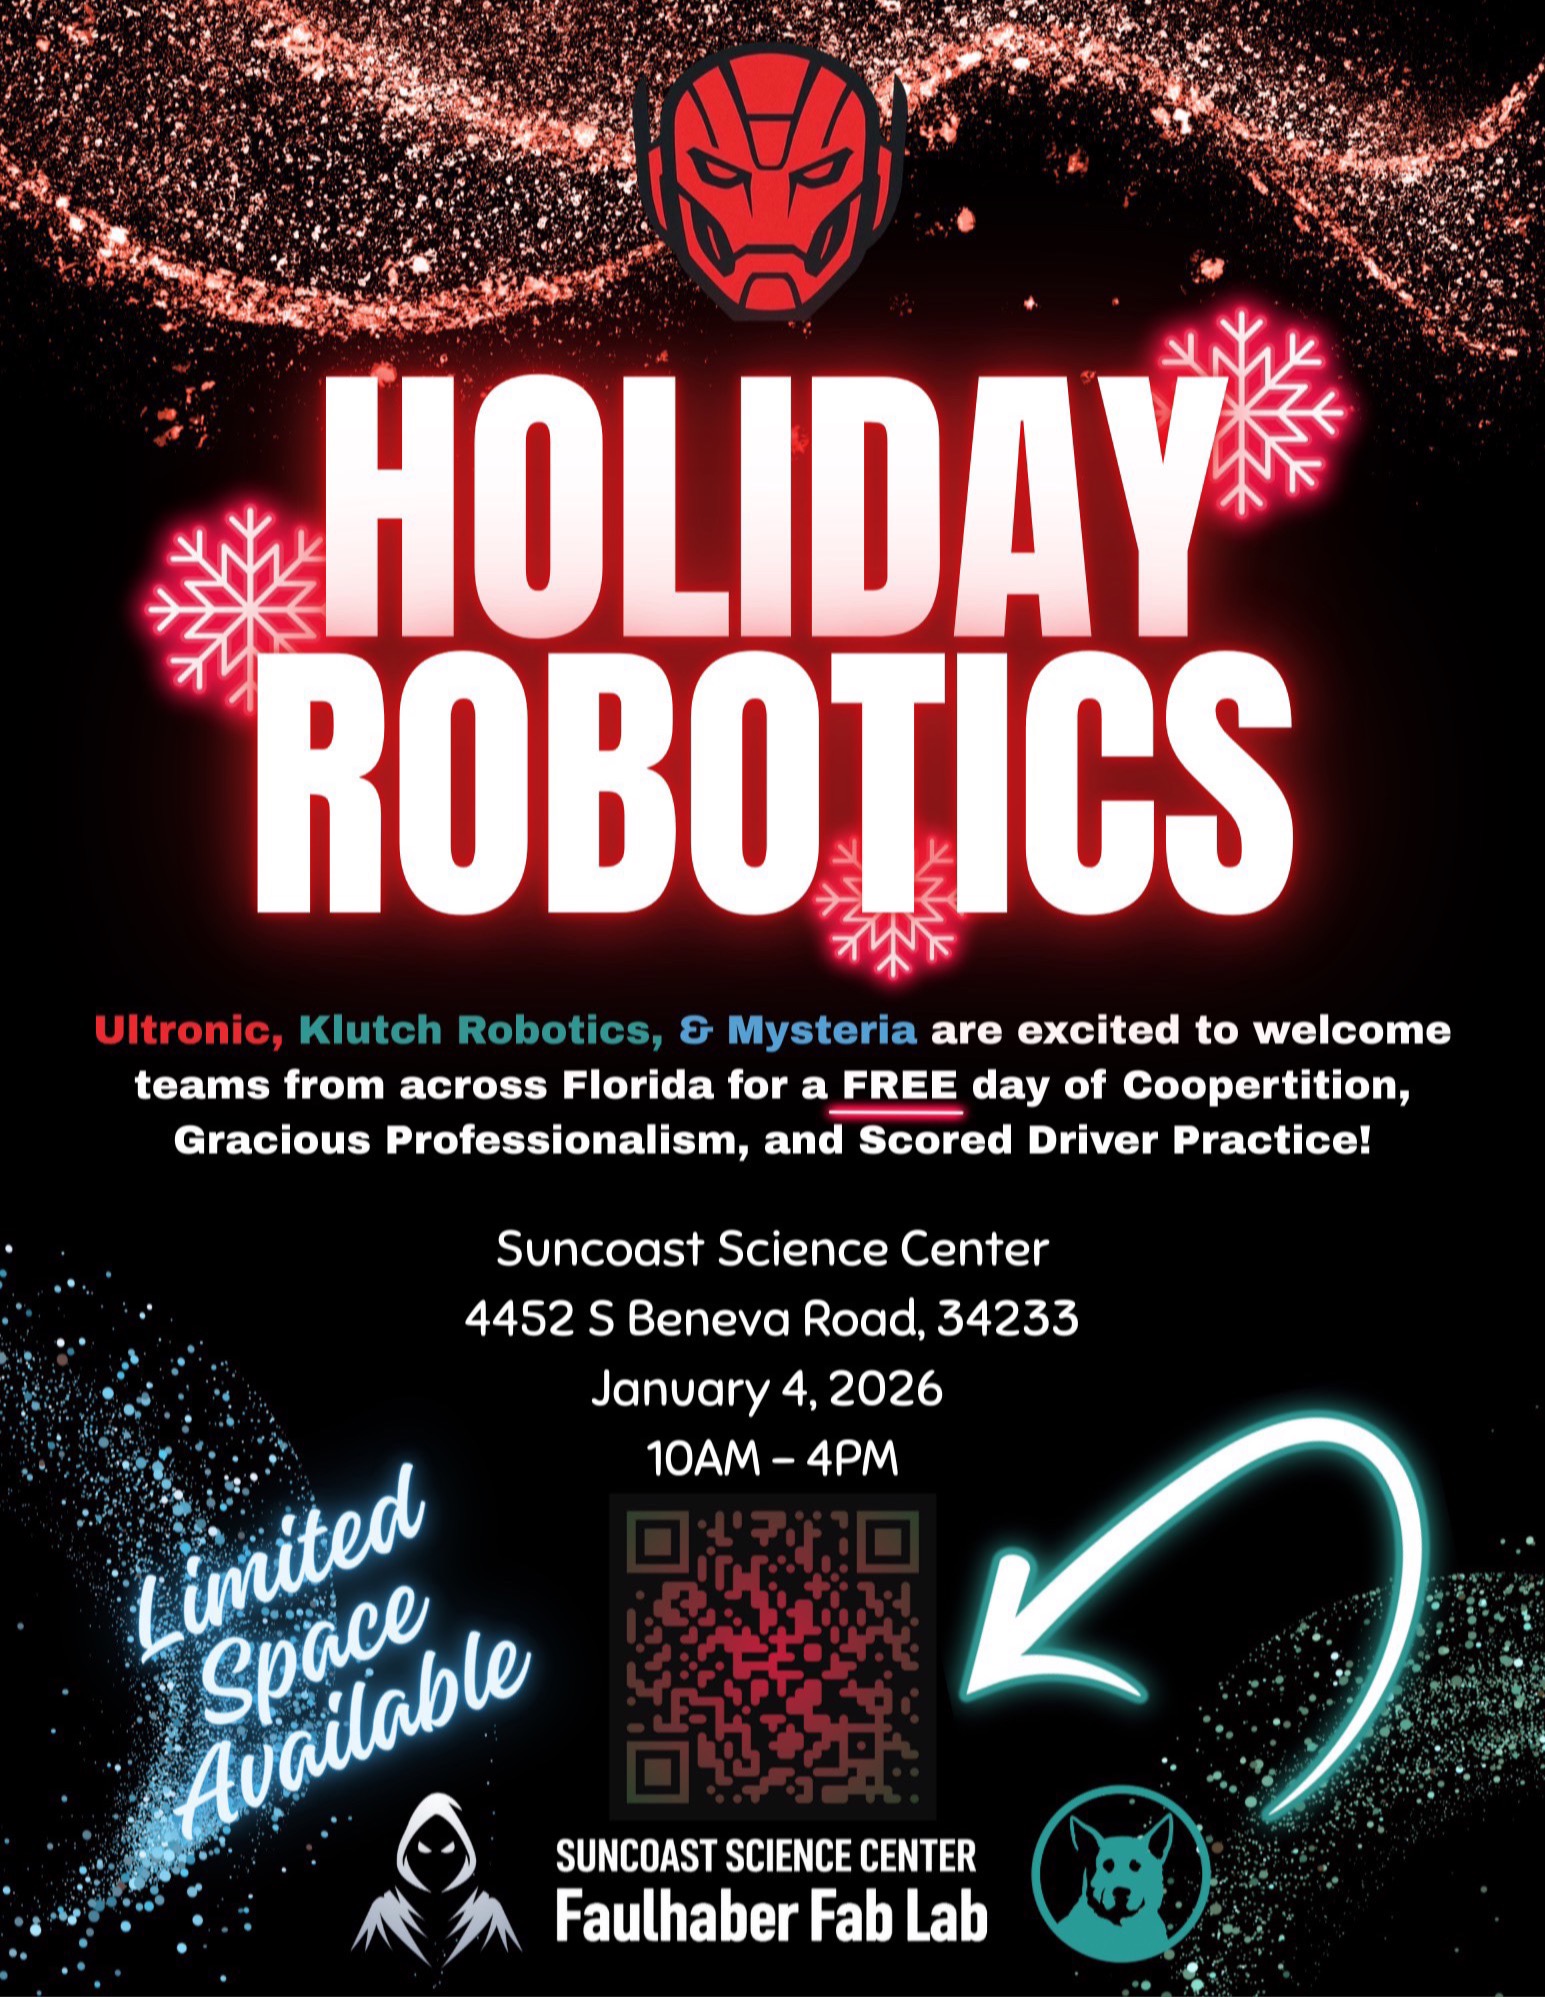 HOLIDAY
ROBOTICS
Ultronic, Klutch Robotics, & Mysteria are excited to welcome
teams from across Florida for a FREE day of Coopertition,
Gracious Professionalism, and Scored Driver Practice!
Suncoast Science Center
4452 S Beneva Road, 34233
January 4, 2026
10AM – 4PM
Limited
Space
Available
SUNCOAST SCIENCE CENTER
Faulhaber Fab Lab